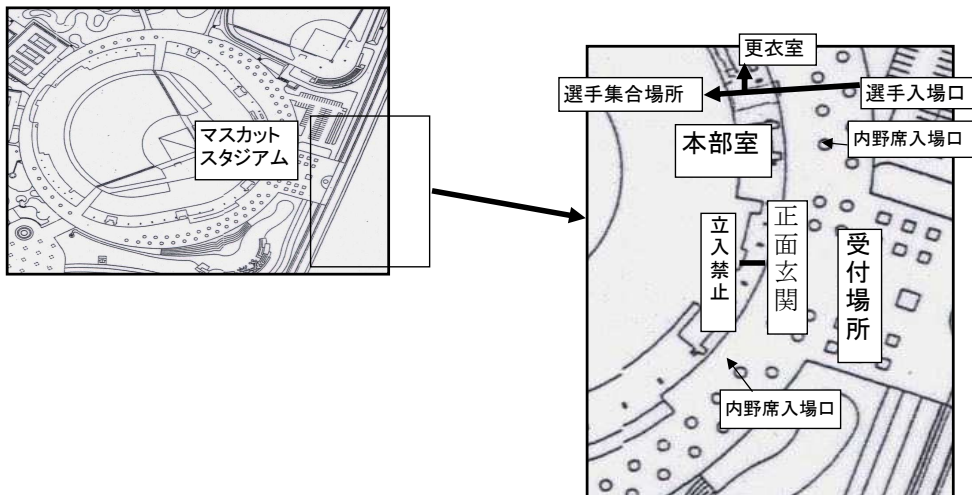 マスカット
スタジアム
更衣室
選手集合場所
選手入場口
内野席入場口
本部室
立入禁止
正面玄関
受付場所
内野席入場口